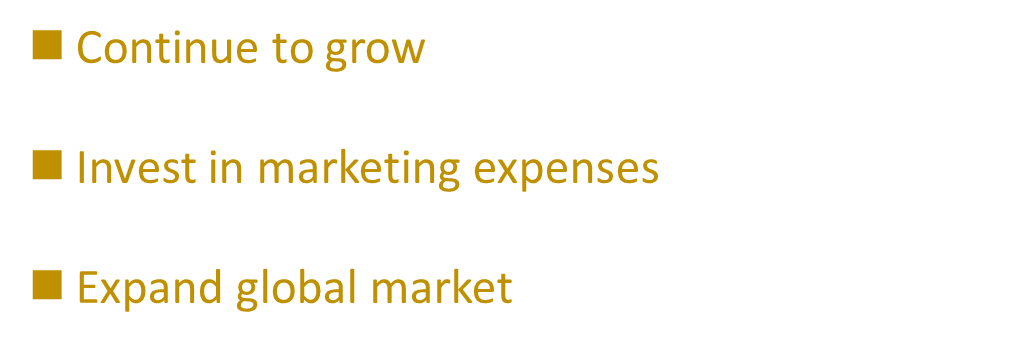 ■ Continue to grow
■ Invest in marketing expenses
■ Expand global market